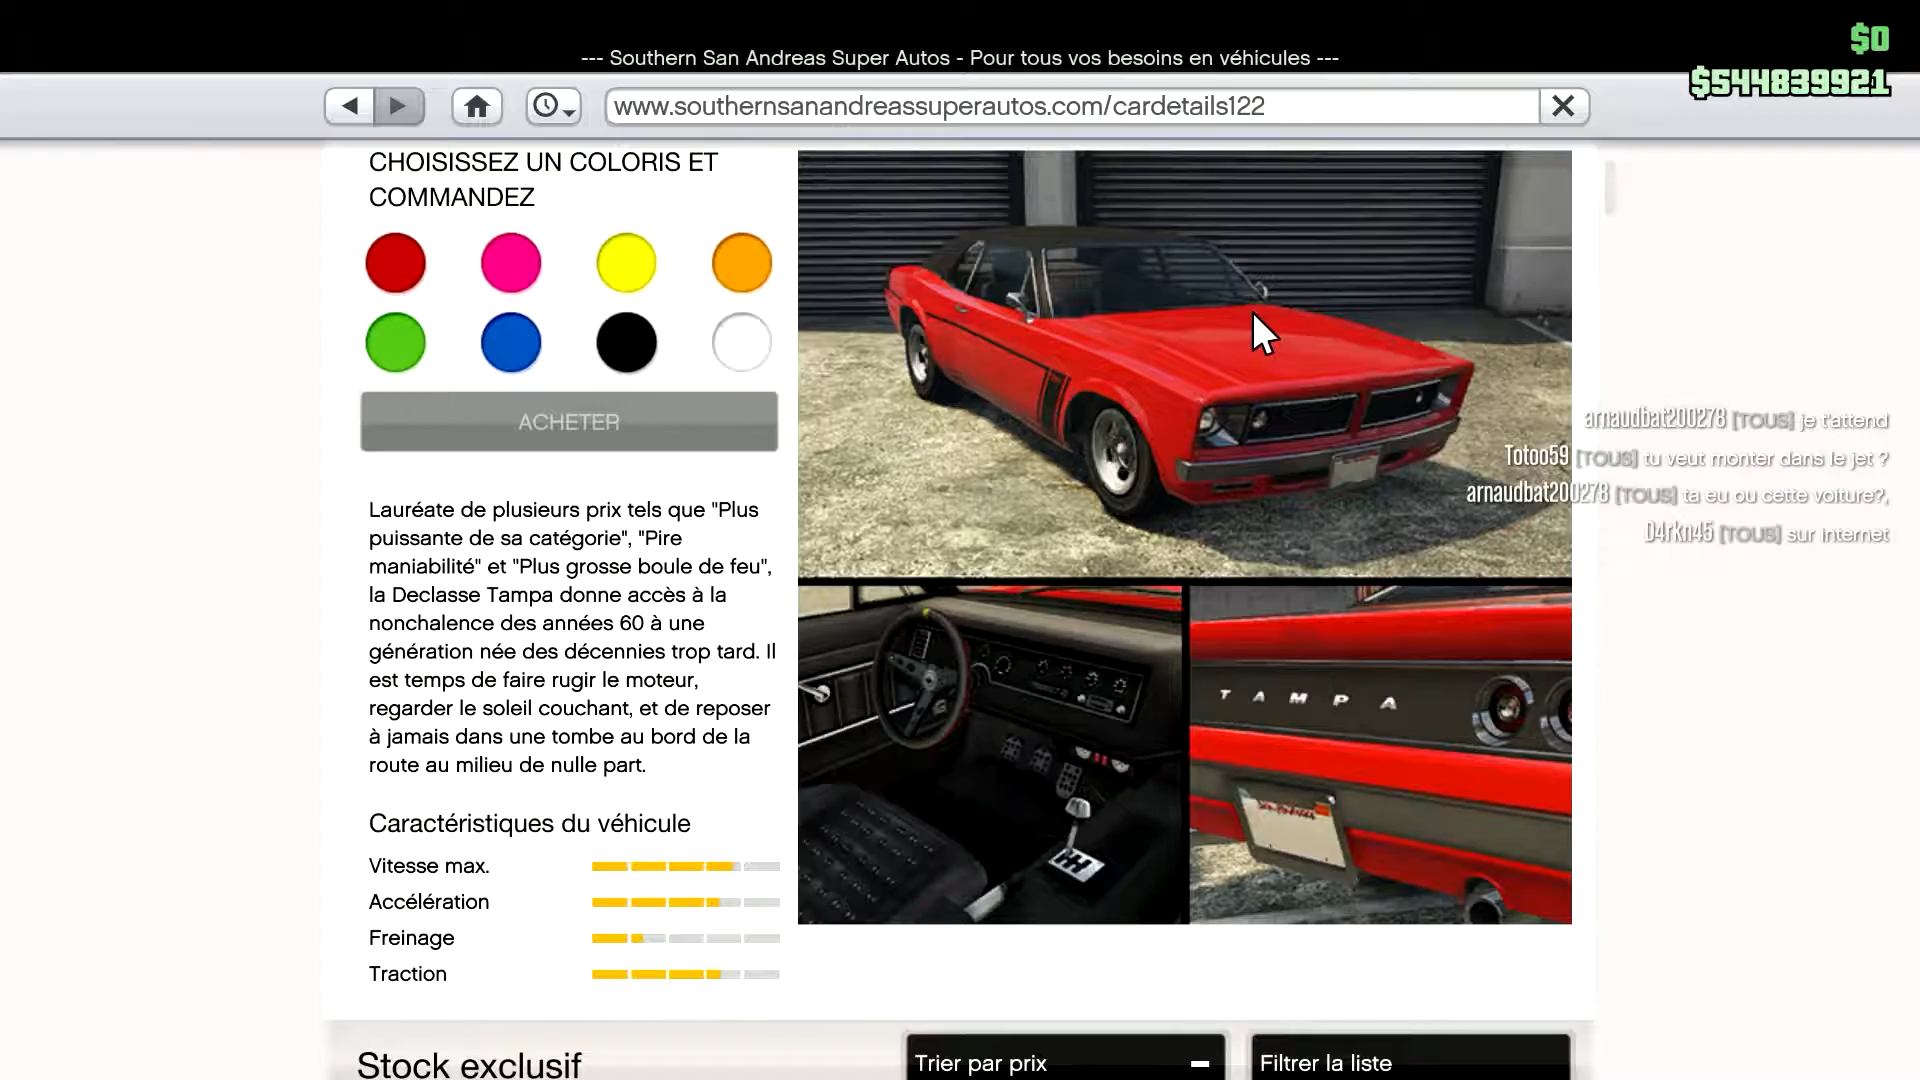 $0
--- Southern San Andreas Super Autos - Pour tous vos besoins en véhicules ---
$544839921
www.southernsanandreassuperautos.com/cardetails122
CHOISISSEZ UN COLORIS ET
COMMANDEZ
ACHETER
arnaudbat200278 [TOUS] je t'attend
Totoo59 [TOUS] tu veut monter dans le jet ?
arnaudbat200278 [TOUS] ta eu ou cette voiture?,
D4rkn45 [TOUS] sur internet
Lauréate de plusieurs prix tels que "Plus
puissante de sa catégorie", "Pire
maniabilité" et "Plus grosse boule de feu",
la Declasse Tampa donne accès à la
nonchalence des années 60 à une
génération née des décennies trop tard. Il
est temps de faire rugir le moteur,
regarder le soleil couchant, et de reposer
à jamais dans une tombe au bord de la
route au milieu de nulle part.
TAMPA
Caractéristiques du véhicule
Vitesse max.
Accélération
Freinage
Traction
Stock exclusif
Trier par prix
Filtrer la liste